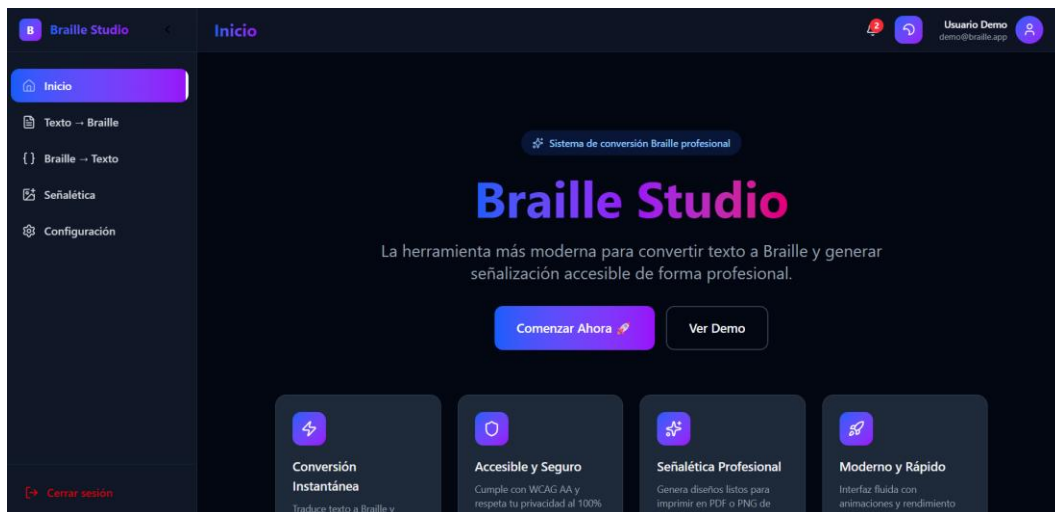 B Braille Studio
Inicio
2
Usuario Demo
demo@braille.app
Inicio
Texto → Braille
{ } Braille → Texto
Señalética
Configuración
Cerrar sesión
Sistema de conversión Braille profesional
Braille Studio
La herramienta más moderna para convertir texto a Braille y generar
señalización accesible de forma profesional.
Comenzar Ahora 🚀
Ver Demo
Conversión
Instantánea
Traduce texto a Braille y
Accesible y Seguro
Cumple con WCAG AA y
respeta tu privacidad al 100%
Señalética Profesional
Genera diseños listos para
imprimir en PDF o PNG de
Moderno y Rápido
Interfaz fluida con
animaciones y rendimiento